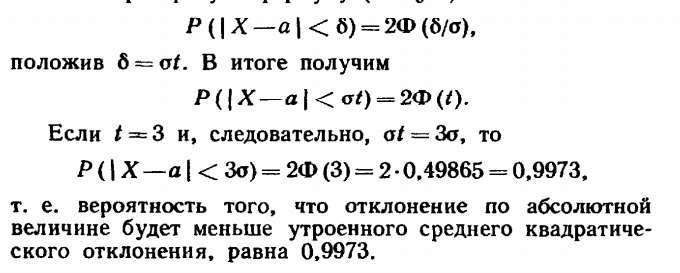 P (| X—a | < δ) = 2Φ (δ/σ),
положив δ = σt. В итоге получим
P (| X—a | < σt) = 2Φ (t).
Если t = 3 и, следовательно, σt = 3σ, то
P (| X—a | < 3σ) = 2Φ (3) = 2·0,49865 = 0,9973,
т. е. вероятность того, что отклонение по абсолютной
величине будет меньше утроенного среднего квадратиче-
ского отклонения, равна 0,9973.